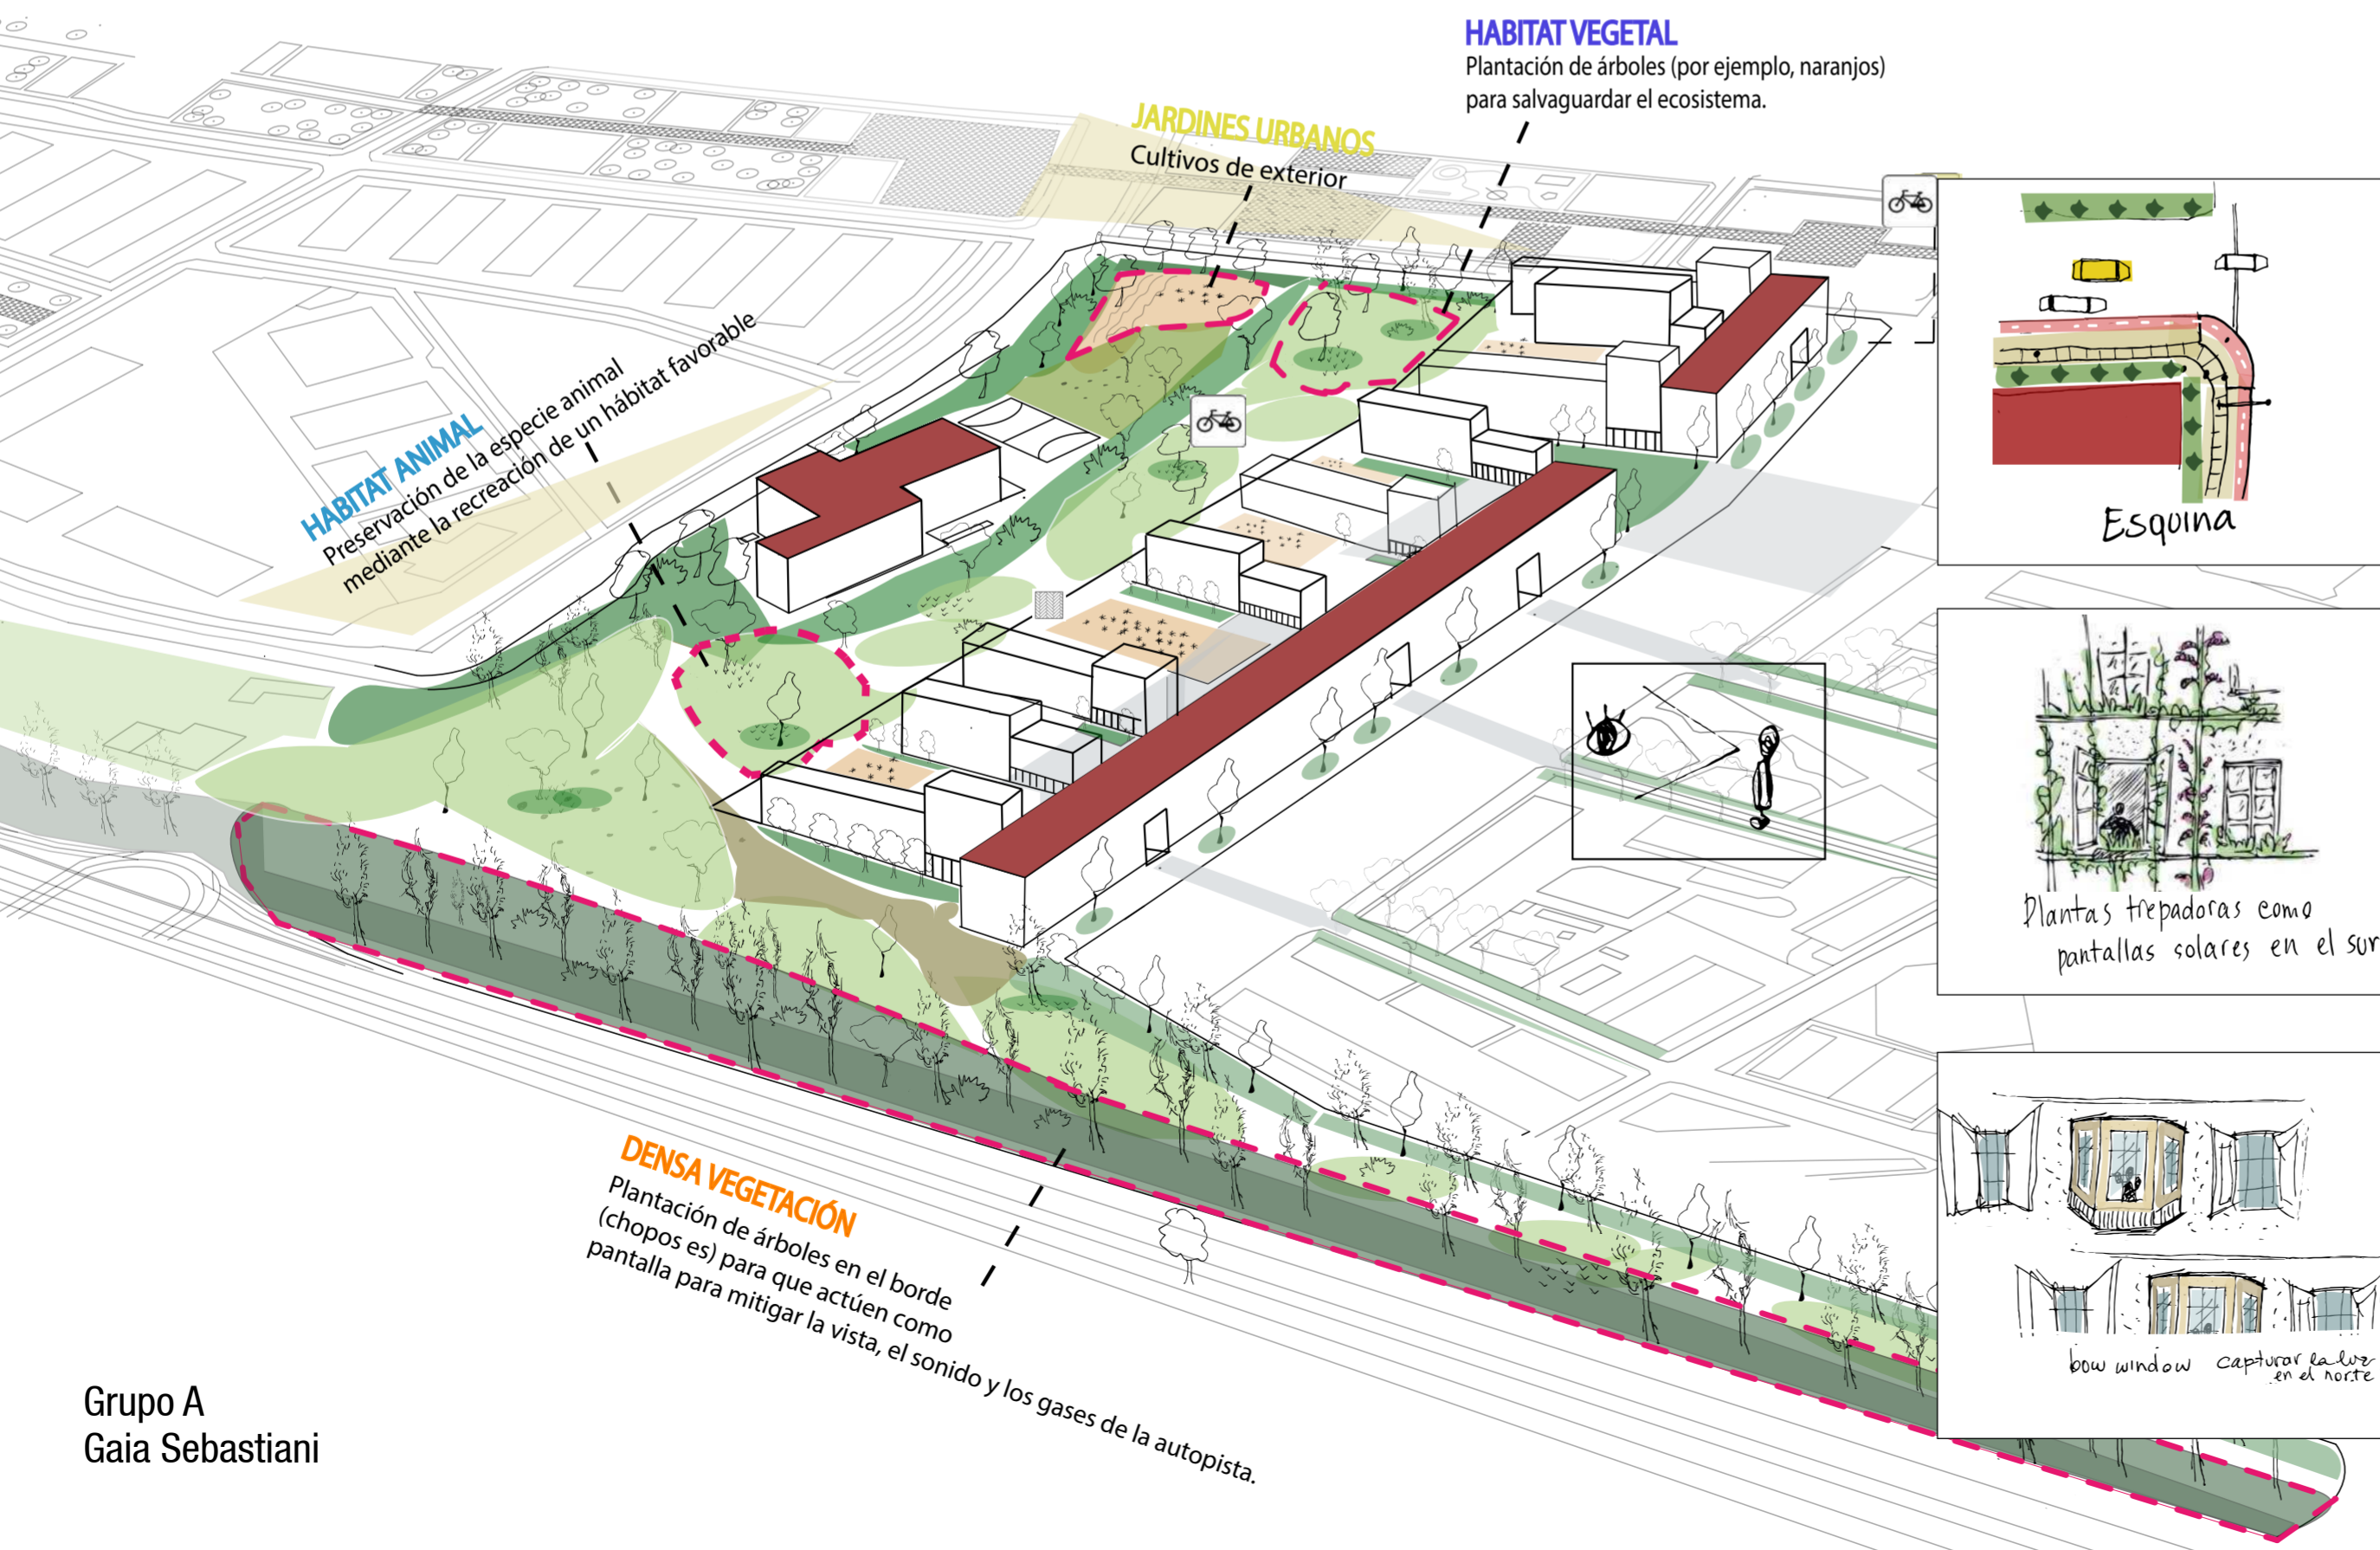 HABITAT VEGETAL
Plantación de árboles (por ejemplo, naranjos)
para salvaguardar el ecosistema.
JARDINES URBANOS
Cultivos de exterior
HABITAT ANIMAL
Preservación de la especie animal
mediante la recreación de un hábitat favorable
Esquina
Plantas trepadoras como
pantallas solares en el sur
DENSA VEGETACIÓN
Plantación de árboles en el borde
(chopos es) para que actúen como
pantalla para mitigar la vista, el sonido y los gases de la autopista.
bow window capturar la luz
en el norte
Grupo A
Gaia Sebastiani